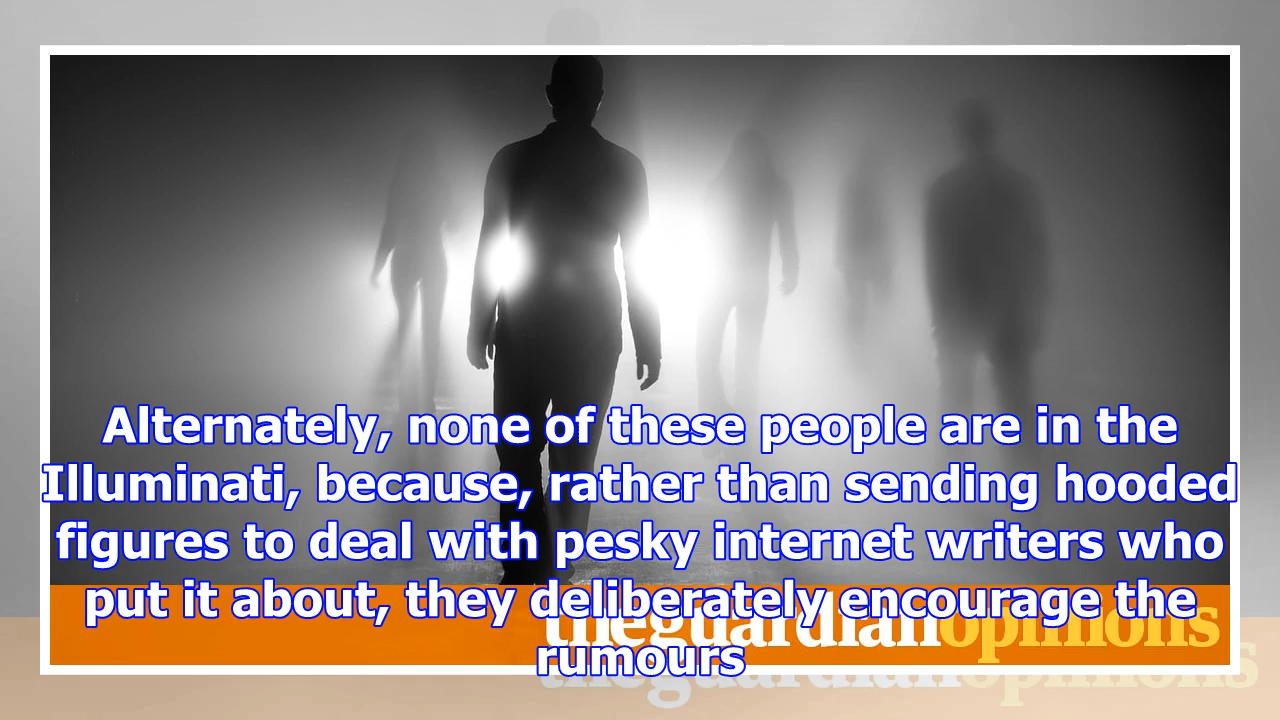 Alternately, none of these people are in the
Illuminati, because, rather than sending hooded
figures to deal with pesky internet writers who
put it about, they deliberately encourage the
rumours
theguardianopinions
theguardianopinions